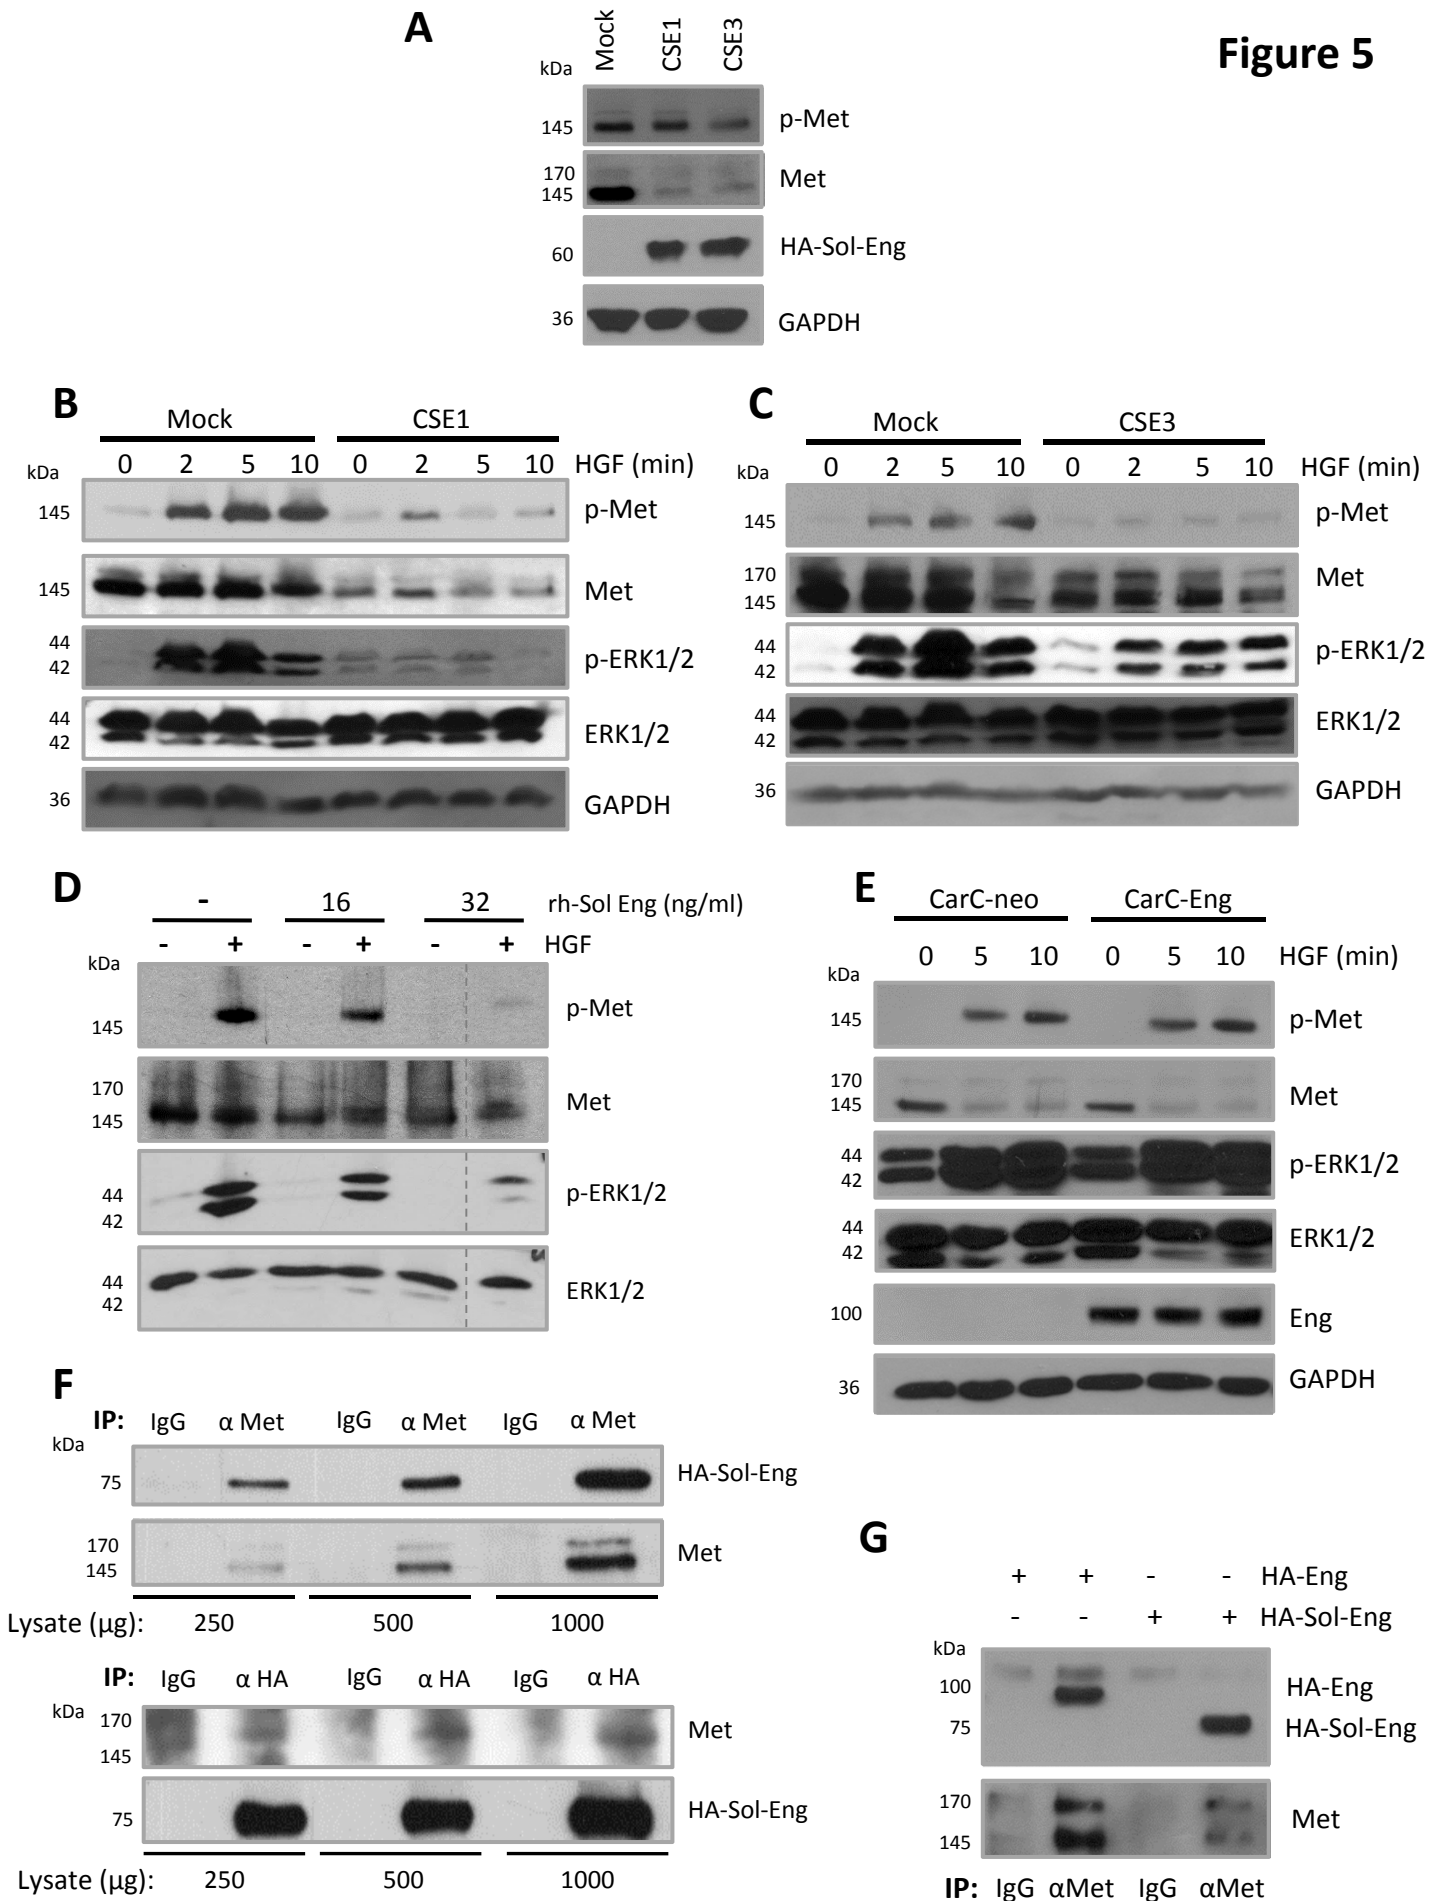 Figure 5
A
Mock CSE1 CSE3
kDa
145 p-Met
170
145 Met
60 HA-Sol-Eng
36 GAPDH
B
Mock CSE1
0 2 5 10 0 2 5 10 HGF (min)
kDa
145 p-Met
145 Met
44
42 p-ERK1/2
44
42 ERK1/2
36 GAPDH
C
Mock CSE3
0 2 5 10 0 2 5 10 HGF (min)
kDa
145 p-Met
170
145 Met
44
42 p-ERK1/2
44
42 ERK1/2
36 GAPDH
D
- 16 32 rh-Sol Eng (ng/ml)
- + - + - + HGF
kDa
145 p-Met
170
145 Met
44
42 p-ERK1/2
44
42 ERK1/2
E
CarC-neo CarC-Eng
0 5 10 0 5 10 HGF (min)
kDa
145 p-Met
170
145 Met
44
42 p-ERK1/2
44
42 ERK1/2
100 Eng
36 GAPDH
F
IP: IgG α Met IgG α Met IgG α Met
kDa
75 HA-Sol-Eng
170
145 Met
Lysate (μg): 250 500 1000
IP: IgG α HA IgG α HA IgG α HA
kDa
170
145 Met
75 HA-Sol-Eng
Lysate (μg): 250 500 1000
G
+ + - - HA-Eng
- - + + HA-Sol-Eng
kDa
100 HA-Eng
75 HA-Sol-Eng
170
145 Met
IP: IgG αMet IgG αMet